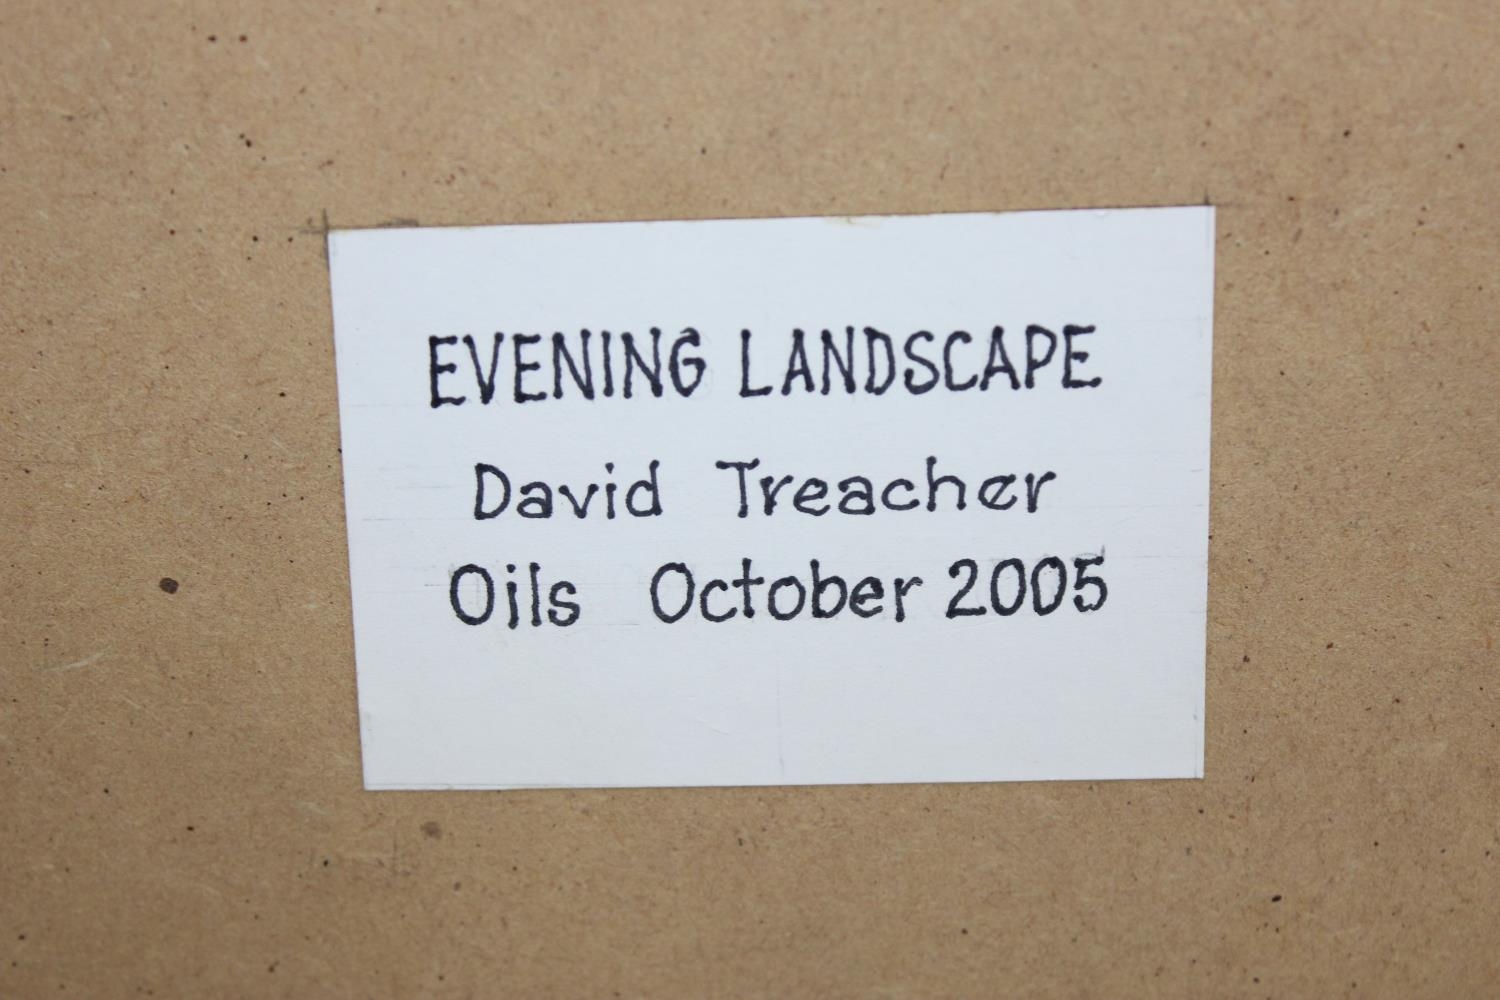 EVENING LANDSCAPE
David Treacher
Oils October 2005